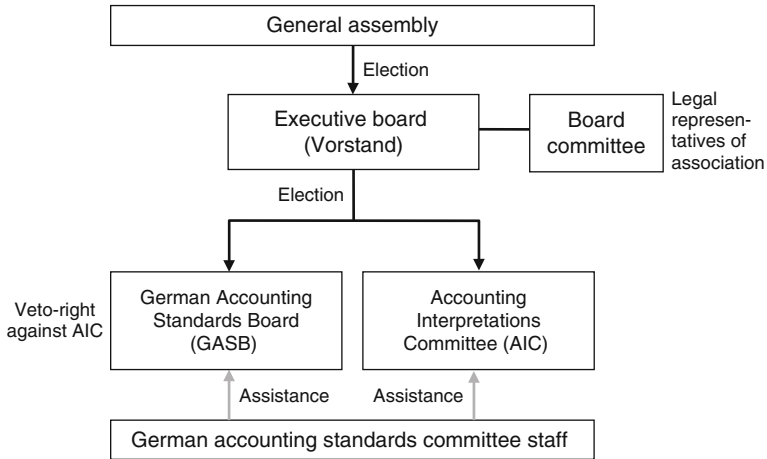 General assembly
Election
Executive board
(Vorstand)
Board
committee
Legal
represen-
tatives of
association
Election
Veto-right
against AIC
German Accounting
Standards Board
(GASB)
Accounting
Interpretations
Committee (AIC)
Assistance
Assistance
German accounting standards committee staff